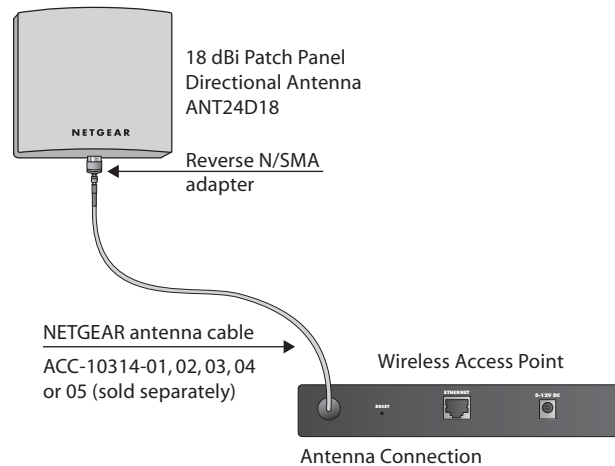 18 dBi Patch Panel
Directional Antenna
ANT24D18
NETGEAR
Reverse N/SMA
adapter
NETGEAR antenna cable
ACC-10314-01, 02, 03, 04
or 05 (sold separately)
Wireless Access Point
RESET
ETHERNET
5-12V DC
Antenna Connection